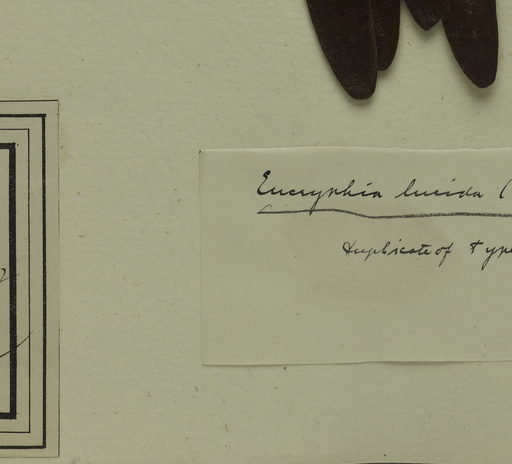 Eucryphia lucida (
duplicate of type